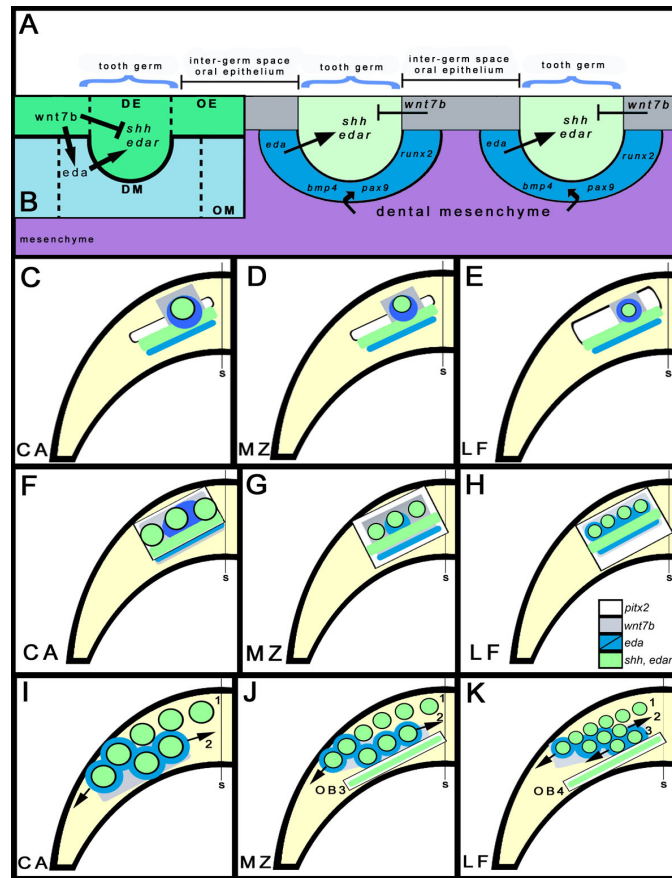 A
tooth germ
inter-germ space
oral epithelium
tooth germ
inter-germ space
oral epithelium
tooth germ
DE
OE
wnt7b
shh
edar
eda
DM
B
OM
mesenchyme
wnt7b
shh
edar
eda
runx2
bmp4
pax9
wnt7b
shh
edar
eda
runx2
bmp4
pax9
dental mesenchyme
C
s
CA
D
s
MZ
E
s
LF
F
s
CA
G
s
MZ
H
s
LF
pitx2
wnt7b
eda
shh, edar
I
1
2
CA
J
1
2
OB3
MZ
K
1
2
3
OB4
LF